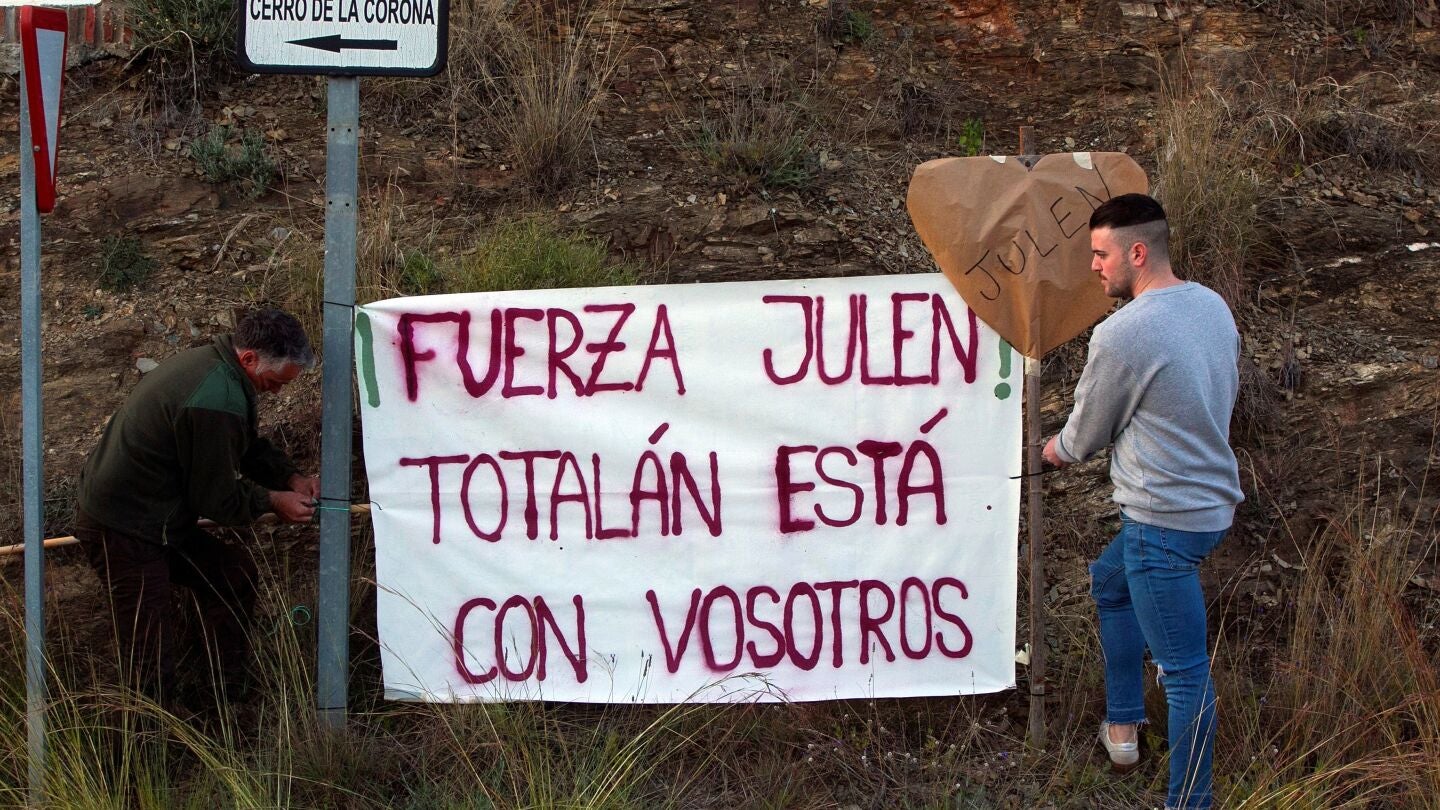 CERRO DE LA CORONA
JULEN
¡FUERZA JULEN!
TOTALÁN ESTÁ
CON VOSOTROS